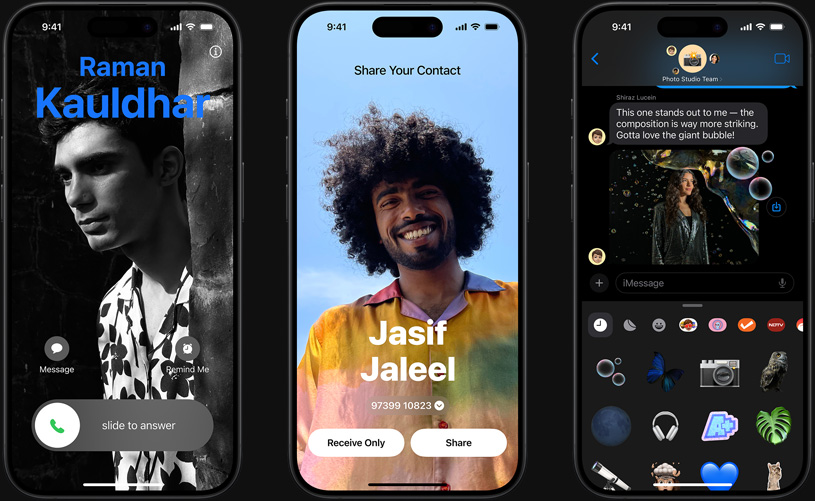 9:41
Raman
Kauldhar
Message
Remind Me
slide to answer
9:41
Share Your Contact
Jasif
Jaleel
97399 10823
Receive Only
Share
9:41
Photo Studio Team
Shiraz Lucein
This one stands out to me — the
composition is way more striking.
Gotta love the giant bubble!
iMessage
NDTV